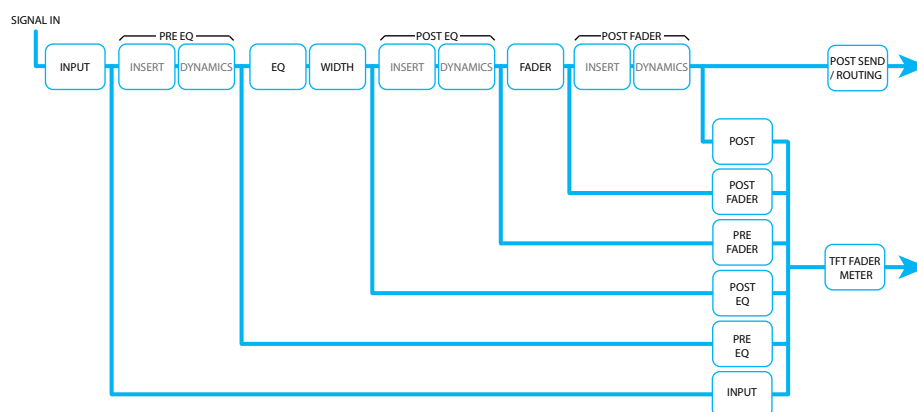 SIGNAL IN
PRE EQ
POST EQ
POST FADER
INPUT
INSERT
DYNAMICS
EQ
WIDTH
INSERT
DYNAMICS
FADER
INSERT
DYNAMICS
POST SEND
/ ROUTING
POST
POST
FADER
PRE
FADER
TFT FADER
METER
POST
EQ
PRE
EQ
INPUT